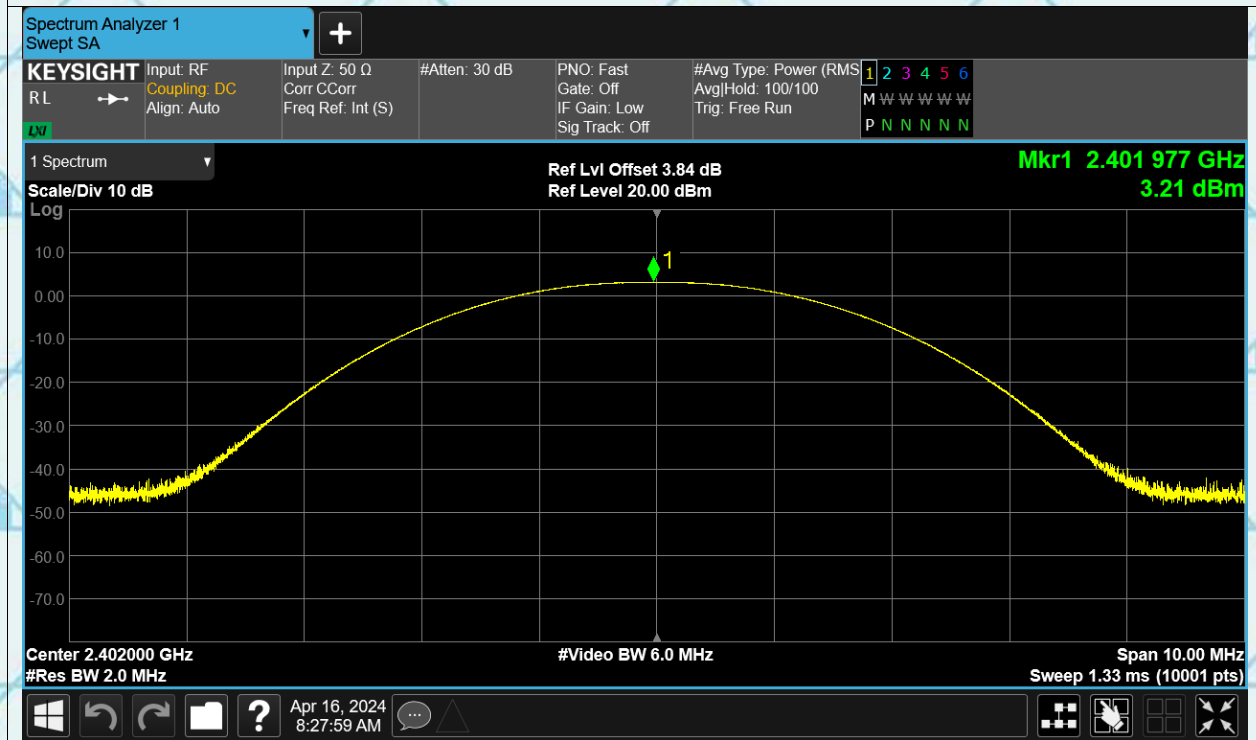 Spectrum Analyzer 1
Swept SA
KEYSIGHT
RL
LXI
Input: RF
Coupling: DC
Align: Auto
Input Z: 50 Ω
Corr CCorr
Freq Ref: Int (S)
#Atten: 30 dB
PNO: Fast
Gate: Off
IF Gain: Low
Sig Track: Off
#Avg Type: Power (RMS
Avg|Hold: 100/100
Trig: Free Run
1 2 3 4 5 6
M W W W W W
P N N N N N
1 Spectrum
Scale/Div 10 dB
Log
Ref Lvl Offset 3.84 dB
Ref Level 20.00 dBm
Mkr1 2.401 977 GHz
3.21 dBm
1
10.0
0.00
-10.0
-20.0
-30.0
-40.0
-50.0
-60.0
-70.0
Center 2.402000 GHz
#Res BW 2.0 MHz
#Video BW 6.0 MHz
Span 10.00 MHz
Sweep 1.33 ms (10001 pts)
?
Apr 16, 2024
8:27:59 AM